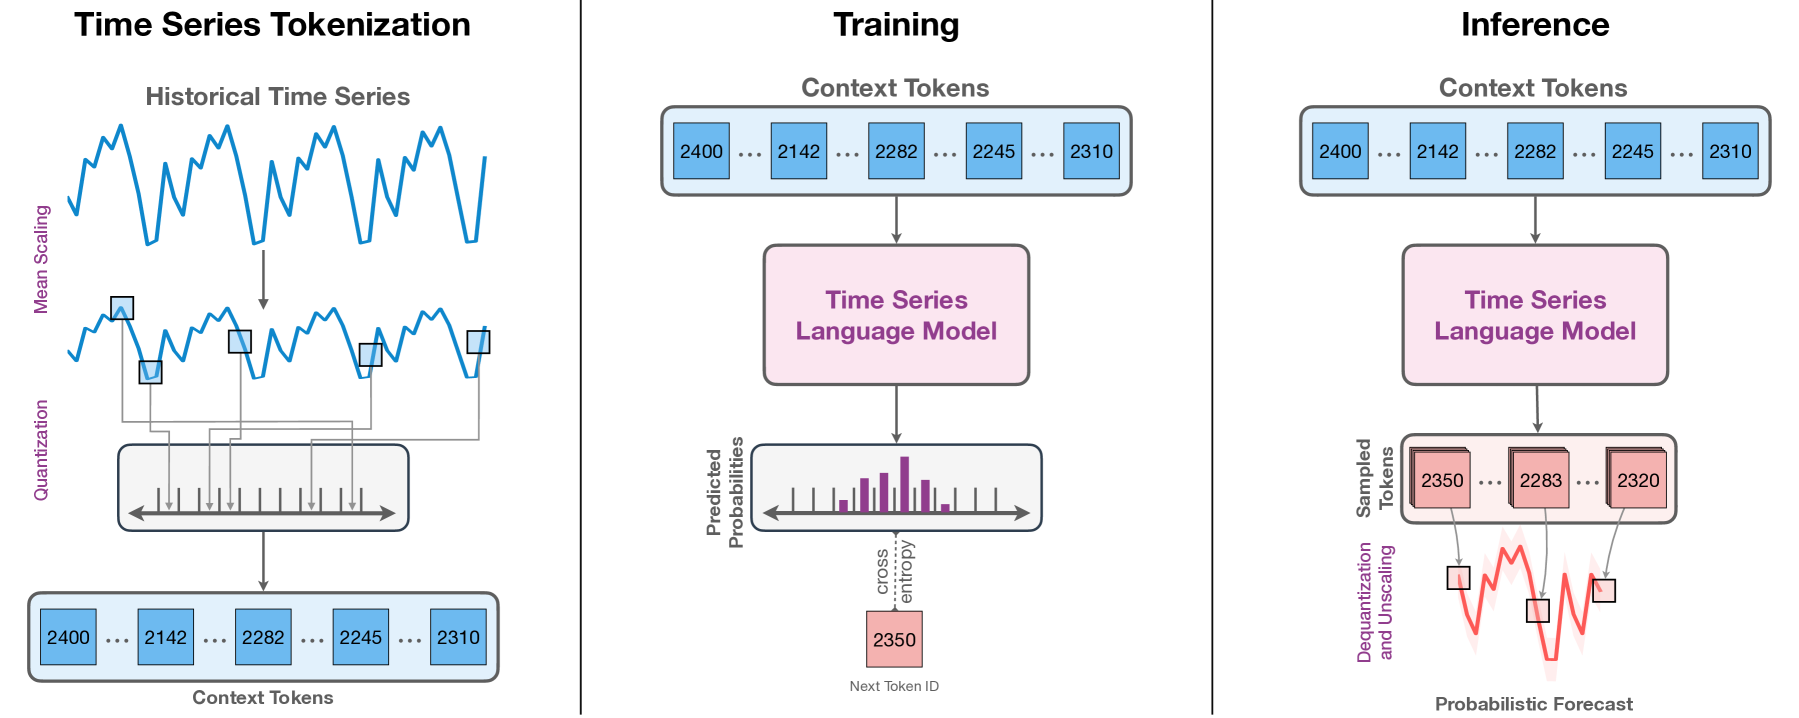 Time Series Tokenization
Historical Time Series
Mean Scaling
Quantization
2400 ... 2142 ... 2282 ... 2245 ... 2310
Context Tokens
Training
Context Tokens
2400 ... 2142 ... 2282 ... 2245 ... 2310
Time Series
Language Model
Predicted
Probabilities
cross
entropy
2350
Next Token ID
Inference
Context Tokens
2400 ... 2142 ... 2282 ... 2245 ... 2310
Time Series
Language Model
Sampled
Tokens
2350 ... 2283 ... 2320
Dequantization
and Unscaling
Probabilistic Forecast